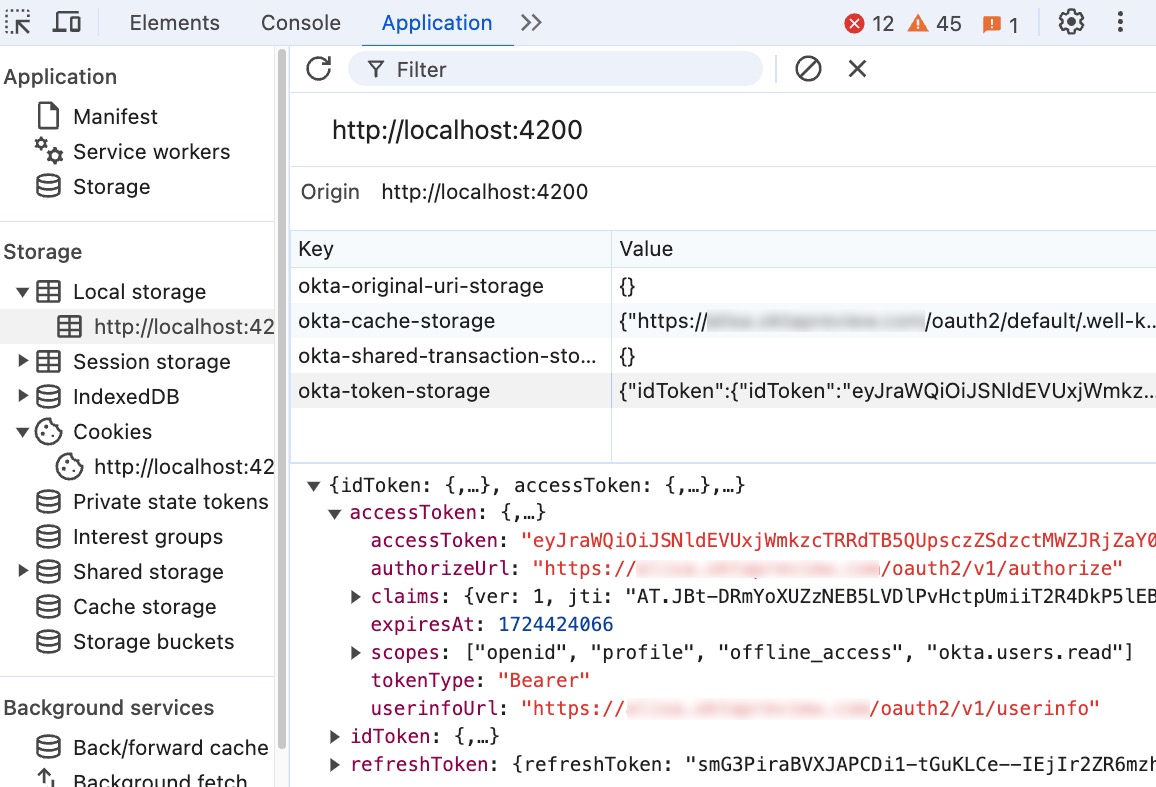 Elements Console Application 12 45 1
Application
Manifest
Service workers
Storage
Storage
Local storage
http://localhost:42
Session storage
IndexedDB
Cookies
http://localhost:42
Private state tokens
Interest groups
Shared storage
Cache storage
Storage buckets
Background services
Back/forward cache
Background fetch
Filter
http://localhost:4200
Origin http://localhost:4200
Key Value
okta-original-uri-storage {}
okta-cache-storage {"https:// /oauth2/default/.well-k…
okta-shared-transaction-sto… {}
okta-token-storage {"idToken":{"idToken":"eyJraWQiOiJSNldEVUxjWmkz…
{idToken: {,…}, accessToken: {,…},…}
accessToken: {,…}
accessToken: "eyJraWQiOiJSNldEVUxjWmkzcTRRdTB5QUpsczZSdzctMWZJRjZaY0
authorizeUrl: "https:// /oauth2/v1/authorize"
claims: {ver: 1, jti: "AT.JBt-DRmYoXUZzNEB5LVDlPvHctpUmiiT2R4DkP5lEB
expiresAt: 1724424066
scopes: ["openid", "profile", "offline_access", "okta.users.read"]
tokenType: "Bearer"
userinfoUrl: "https:// /oauth2/v1/userinfo"
idToken: {,…}
refreshToken: {refreshToken: "smG3PiraBVXJAPCDi1-tGuKLCe--IEjIr2ZR6mzh